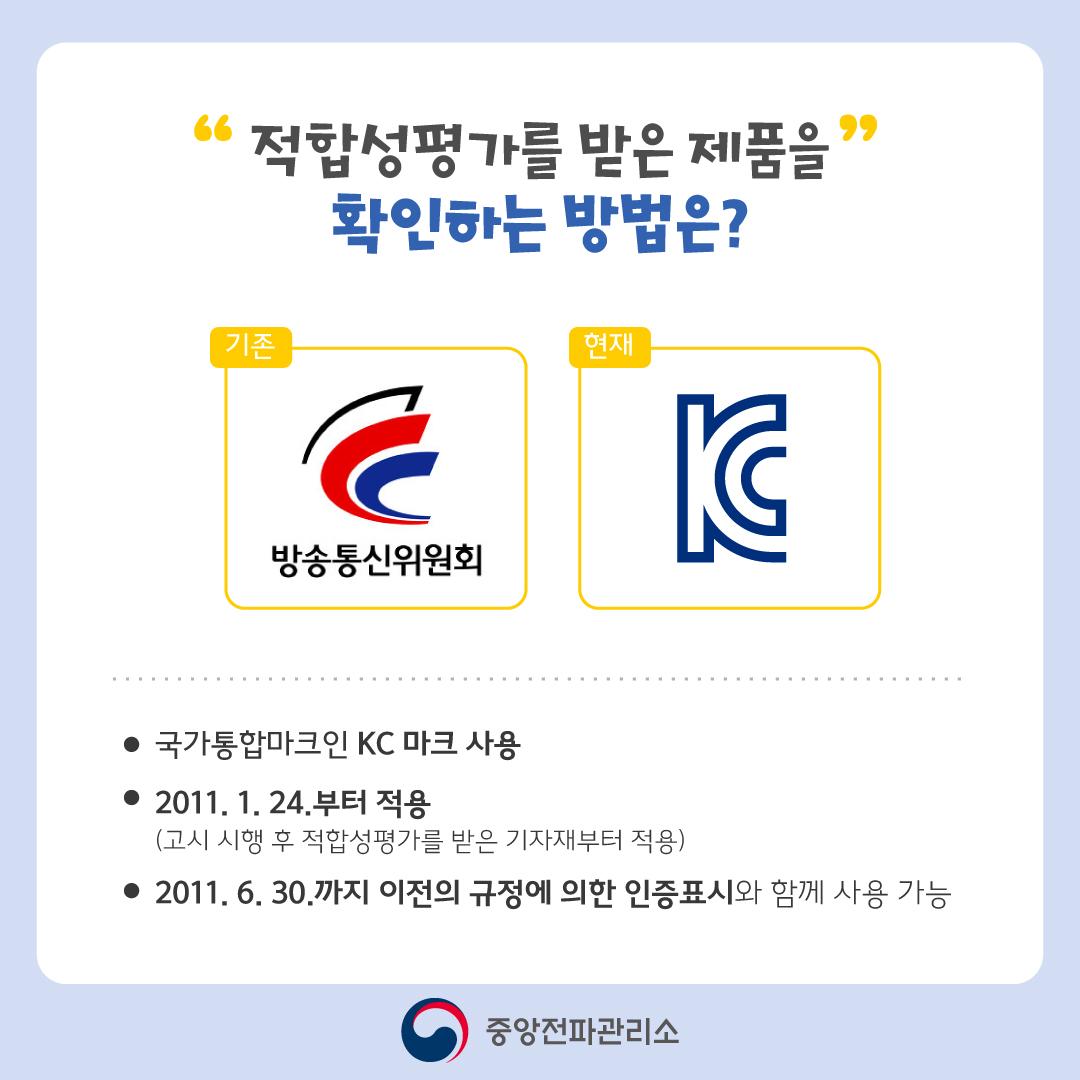 “ 적합성평가를 받은 제품을 ”
확인하는 방법은?
기존
현재
방송통신위원회
KC
● 국가통합마크인 KC 마크 사용
● 2011. 1. 24.부터 적용
(고시 시행 후 적합성평가를 받은 기자재부터 적용)
● 2011. 6. 30.까지 이전의 규정에 의한 인증표시와 함께 사용 가능
중앙전파관리소